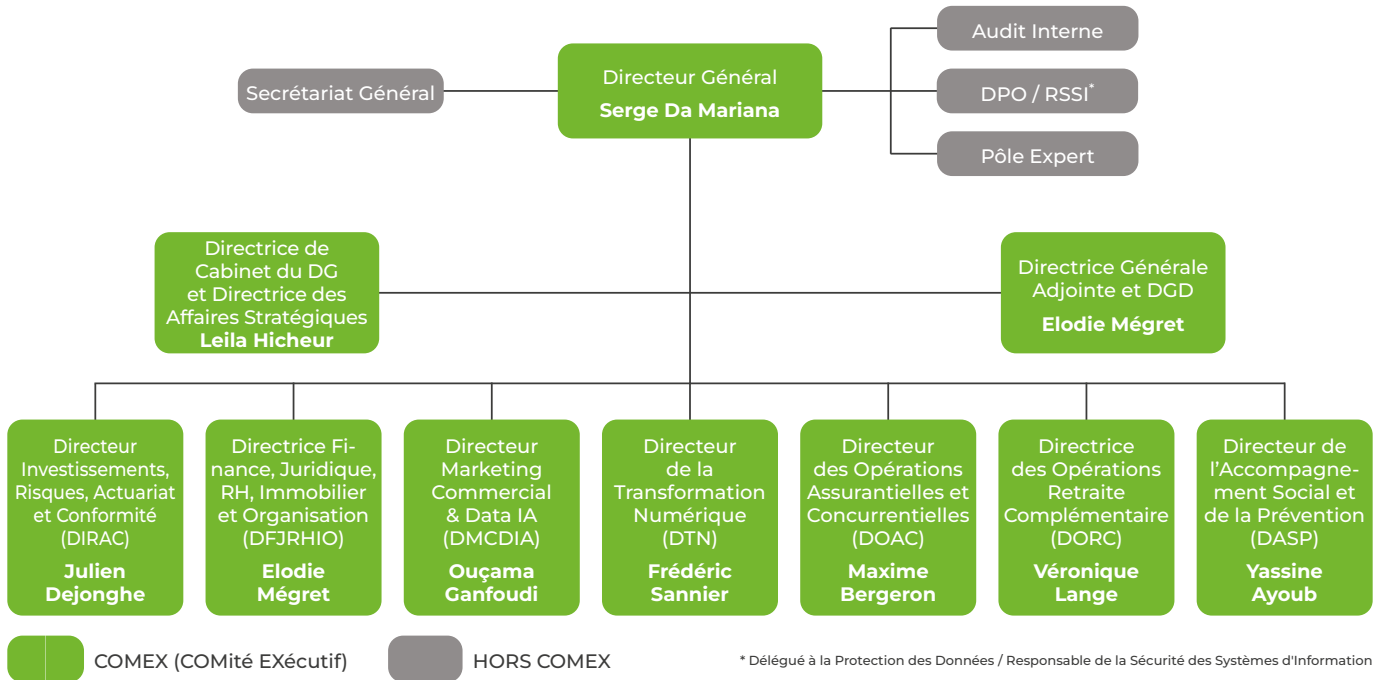 Audit Interne
Directeur Général
Serge Da Mariana
Secrétariat Général
DPO / RSSI*
Pôle Expert
Directrice de
Cabinet du DG
et Directrice des
Affaires Stratégiques
Leila Hicheur
Directrice Générale
Adjointe et DGD
Elodie Mégret
Directeur
Investissements,
Risques, Actuariat
et Conformité
(DIRAC)
Julien
Dejonghe
Directrice Fi-
nance, Juridique,
RH, Immobilier
et Organisation
(DFJRHIO)
Elodie
Mégret
Directeur
Marketing
Commercial
& Data IA
(DMCDIA)
Ouçama
Ganfoudi
Directeur
de la
Transformation
Numérique
(DTN)
Frédéric
Sannier
Directeur
des Opérations
Assurantielles et
Concurrentielles
(DOAC)
Maxime
Bergeron
Directrice
des Opérations
Retraite
Complémentaire
(DORC)
Véronique
Lange
Directeur de
l'Accompagne-
ment Social et
de la Prévention
(DASP)
Yassine
Ayoub
COMEX (COMité EXécutif)
HORS COMEX
* Délégué à la Protection des Données / Responsable de la Sécurité des Systèmes d'Information